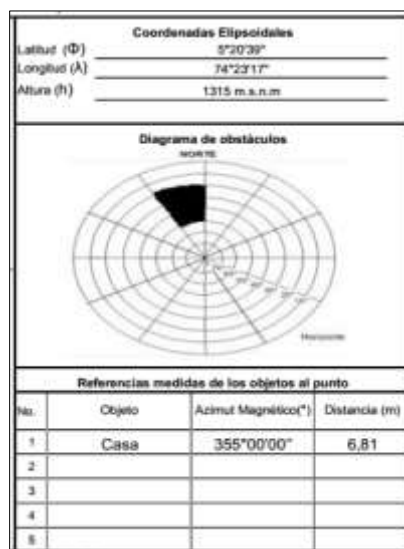 Coordenadas Elipsoidales
Latitud (Φ) 5°20'39"
Longitud (λ) 74°23'17"
Altura (h) 1315 m.s.n.m
Diagrama de obstáculos
NORTE
Horizonte
Referencias medidas de los objetos al punto
No. Objeto Azimut Magnético(°) Distancia (m)
1 Casa 355°00'00" 6,81
2
3
4
5